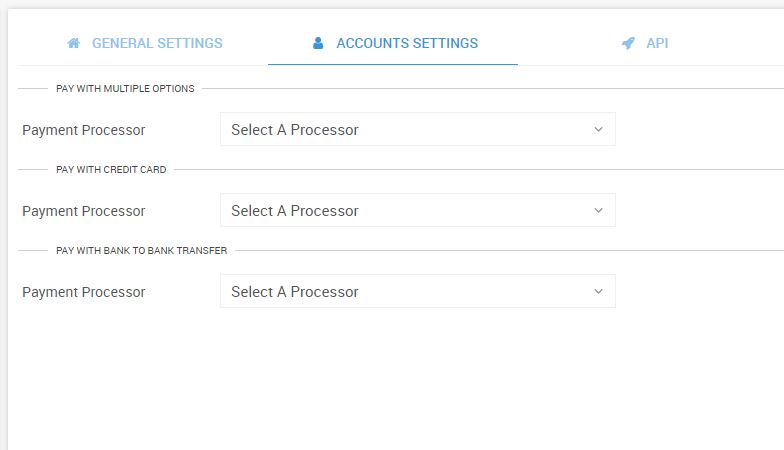 GENERAL SETTINGS
ACCOUNTS SETTINGS
API
PAY WITH MULTIPLE OPTIONS
Payment Processor
Select A Processor
PAY WITH CREDIT CARD
Payment Processor
Select A Processor
PAY WITH BANK TO BANK TRANSFER
Payment Processor
Select A Processor